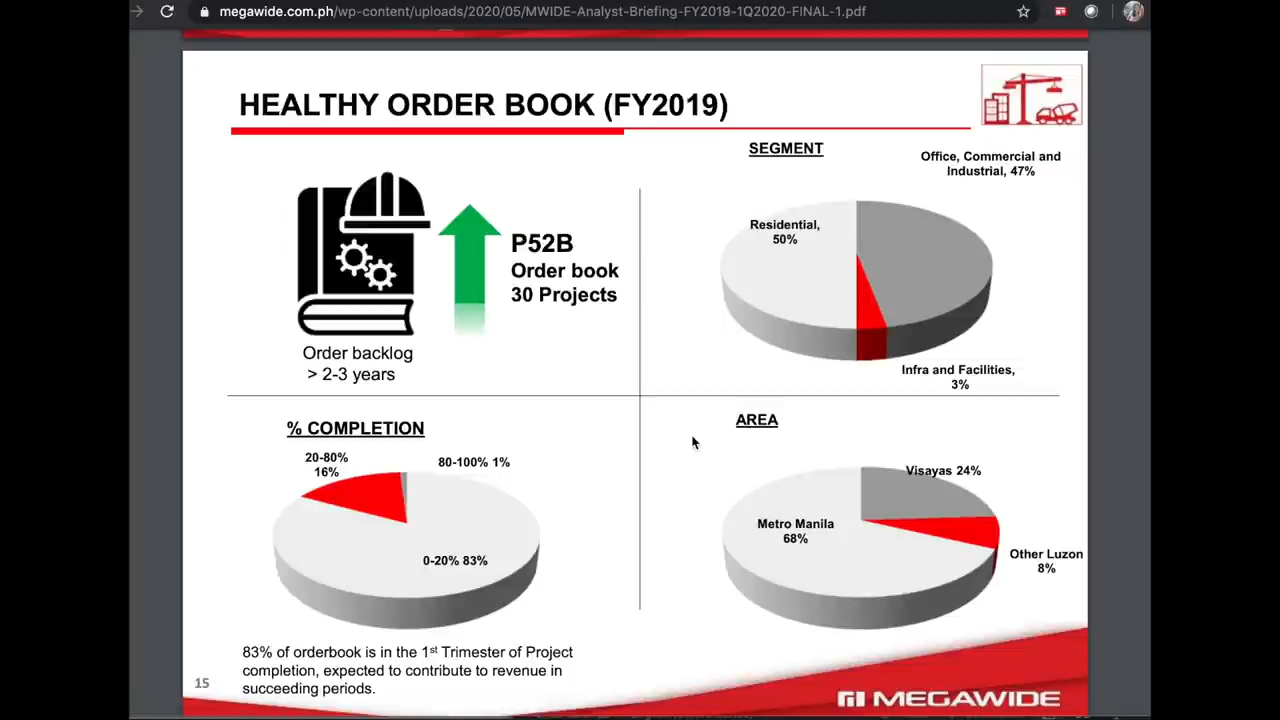 megawide.com.ph/wp-content/uploads/2020/05/MWIDE-Analyst-Briefing-FY2019-1Q2020-FINAL-1.pdf
HEALTHY ORDER BOOK (FY2019)
P52B
Order book
30 Projects
Order backlog
> 2-3 years
SEGMENT
Office, Commercial and
Industrial, 47%
Residential,
50%
Infra and Facilities,
3%
% COMPLETION
20-80%
16%
80-100% 1%
0-20% 83%
AREA
Visayas 24%
Metro Manila
68%
Other Luzon
8%
83% of orderbook is in the 1st Trimester of Project
completion, expected to contribute to revenue in
succeeding periods.
15
MEGAWIDE